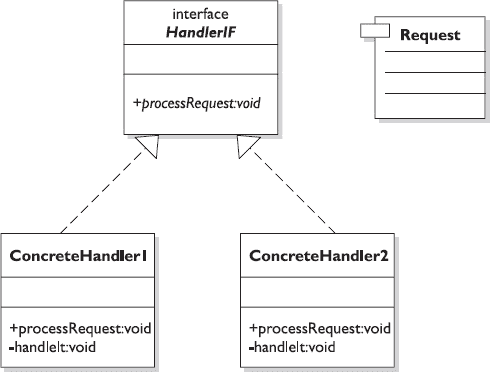 interface
HandlerIF
+processRequest:void
Request
ConcreteHandler1
+processRequest:void
-handleIt:void
ConcreteHandler2
+processRequest:void
-handleIt:void